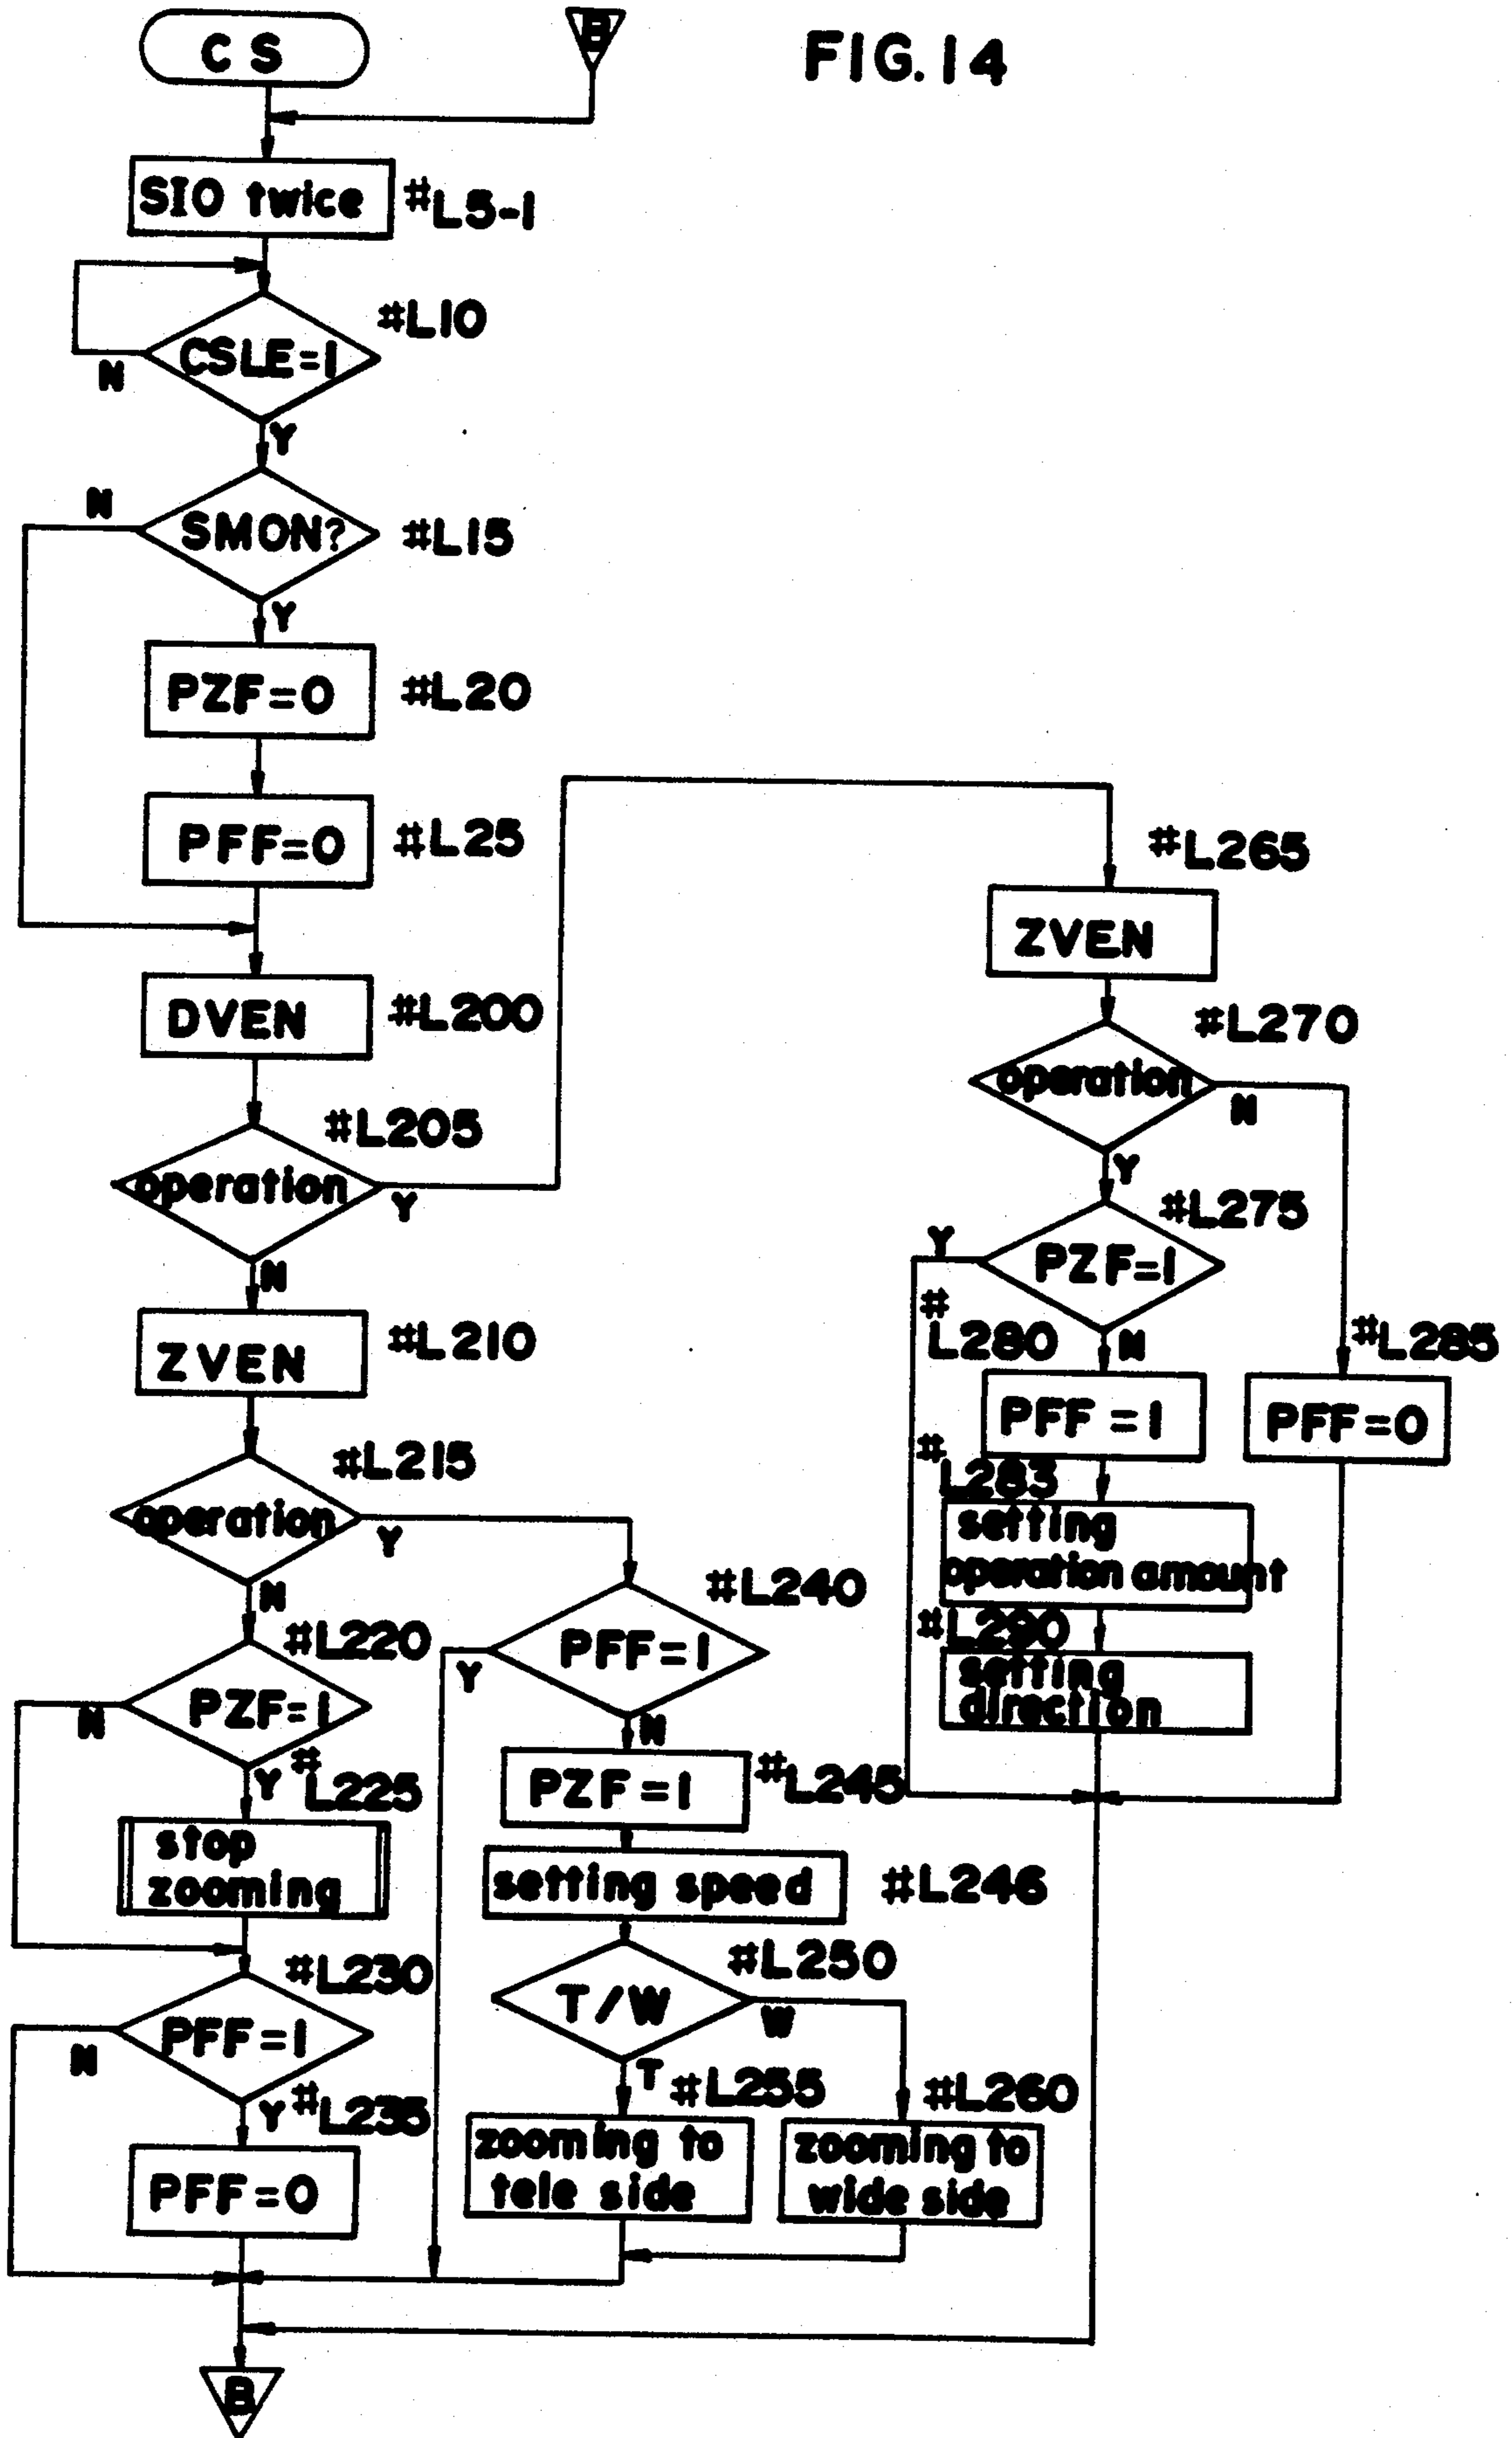 CS
B
FIG. 14
SIO twice
#L5-1
#L10
CSLE=1
N
Y
N
SMON?
#L15
Y
PZF=0
#L20
PFF=0
#L25
DVEN
#L200
#L205
operation
Y
N
ZVEN
#L210
#L215
operation
Y
N
#L220
PZF=1
N
Y
#
L225
stop
zooming
#L230
PFF=1
N
Y
#
L235
PFF=0
#L240
PFF=1
Y
N
PZF=1
#L245
setting speed
#L246
#L250
T/W
W
T
#L255
zooming to
tele side
#L260
zooming to
wide side
#L265
ZVEN
#L270
operation
N
Y
#L275
PZF=1
Y
N
#
L280
PFF=1
#L285
PFF=0
#
L283
setting
operation amount
#L290
setting
direction
B